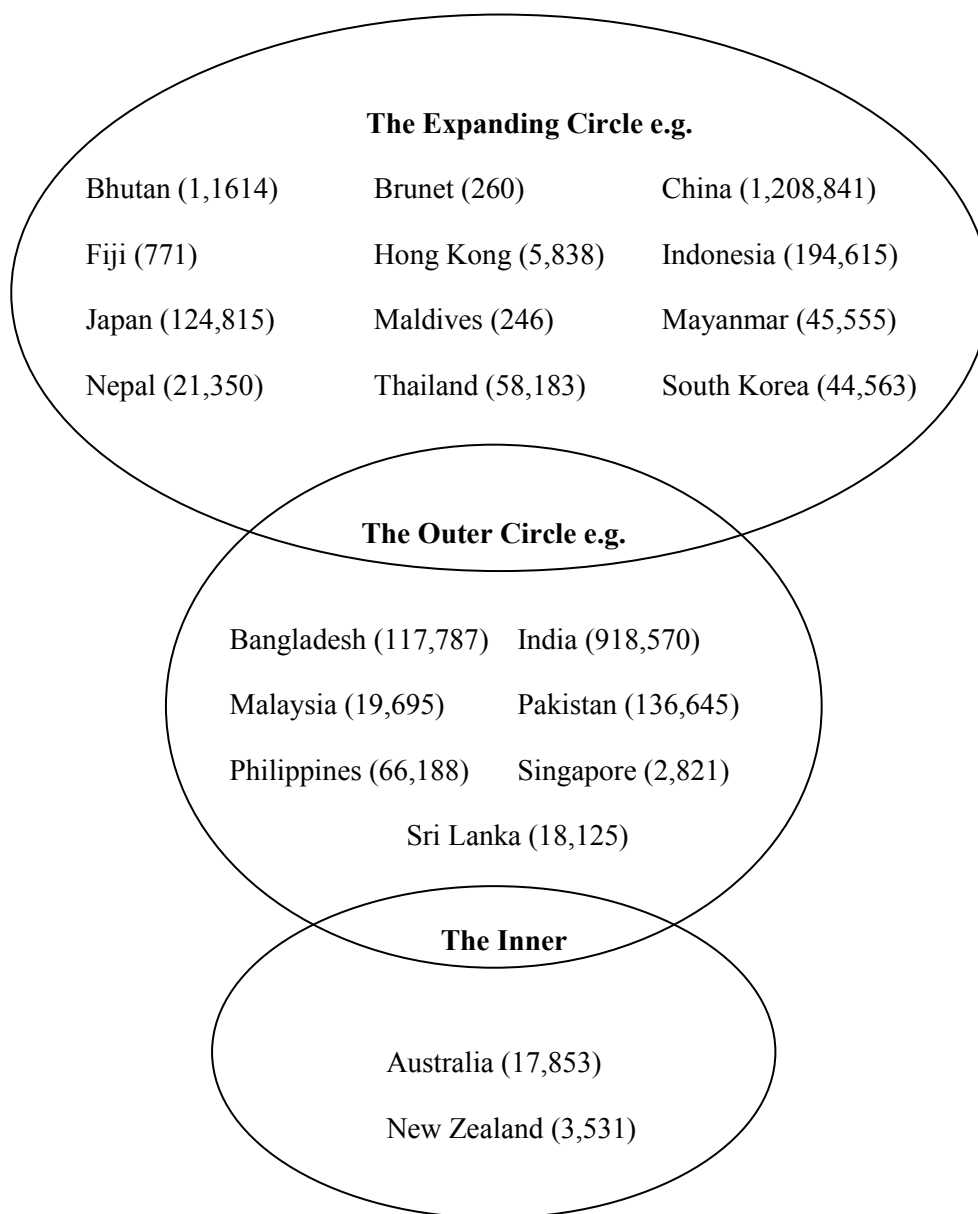 The Expanding Circle e.g.
Bhutan (1,1614) Brunet (260) China (1,208,841)
Fiji (771) Hong Kong (5,838) Indonesia (194,615)
Japan (124,815) Maldives (246) Mayanmar (45,555)
Nepal (21,350) Thailand (58,183) South Korea (44,563)
The Outer Circle e.g.
Bangladesh (117,787) India (918,570)
Malaysia (19,695) Pakistan (136,645)
Philippines (66,188) Singapore (2,821)
Sri Lanka (18,125)
The Inner
Australia (17,853)
New Zealand (3,531)